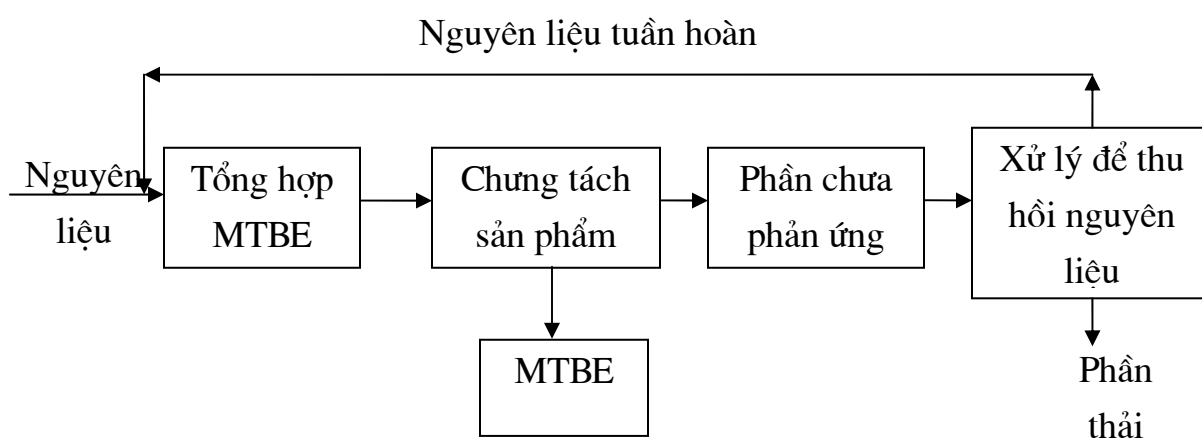 Nguyên liệu tuần hoàn
Nguyên
liệu
Tổng hợp
MTBE
Chưng tách
sản phẩm
Phần chưa
phản ứng
Xử lý để thu
hồi nguyên
liệu
MTBE
Phần
thải